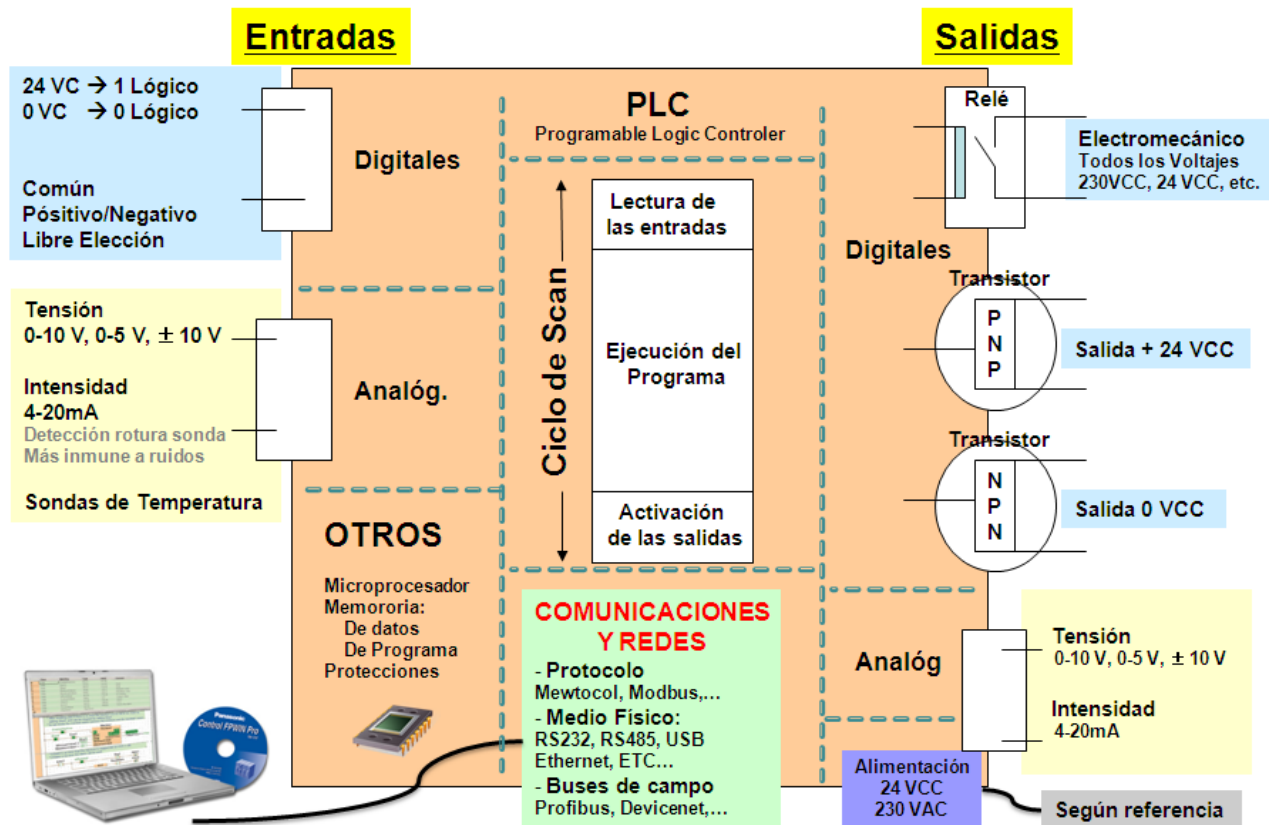 Entradas
24 VC → 1 Lógico
0 VC → 0 Lógico
Común
Pósitivo/Negativo
Libre Elección
Tensión
0-10 V, 0-5 V, ± 10 V
Intensidad
4-20mA
Detección rotura sonda
Más inmune a ruidos
Sondas de Temperatura
Digitales
Analóg.
OTROS
Microprocesador
Memororia:
De datos
De Programa
Protecciones
PLC
Programable Logic Controler
Ciclo de Scan
Lectura de
las entradas
Ejecución del
Programa
Activación
de las salidas
COMUNICACIONES
Y REDES
- Protocolo
Mewtocol, Modbus,...
- Medio Físico:
RS232, RS485, USB
Ethernet, ETC...
- Buses de campo
Profibus, Devicenet,...
Salidas
Relé
Electromecánico
Todos los Voltajes
230VCC, 24 VCC, etc.
Digitales
Transistor
P
N
P
Salida + 24 VCC
Transistor
N
P
N
Salida 0 VCC
Analóg
Tensión
0-10 V, 0-5 V, ± 10 V
Intensidad
4-20mA
Alimentación
24 VCC
230 VAC
Según referencia
Panasonic
Control FPWIN Pro